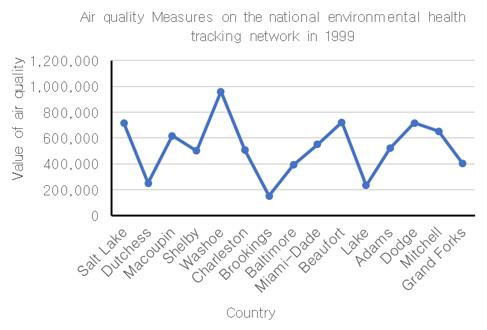 Air quality Measures on the national environmental health
tracking network in 1999
Value of air quality
1,200,000
1,000,000
800,000
600,000
400,000
200,000
0
Salt Lake
Dutchess
Macoupin
Shelby
Washoe
Charleston
Brookings
Baltimore
Miami-Dade
Beaufort
Lake
Adams
Dodge
Mitchell
Grand Forks
Country